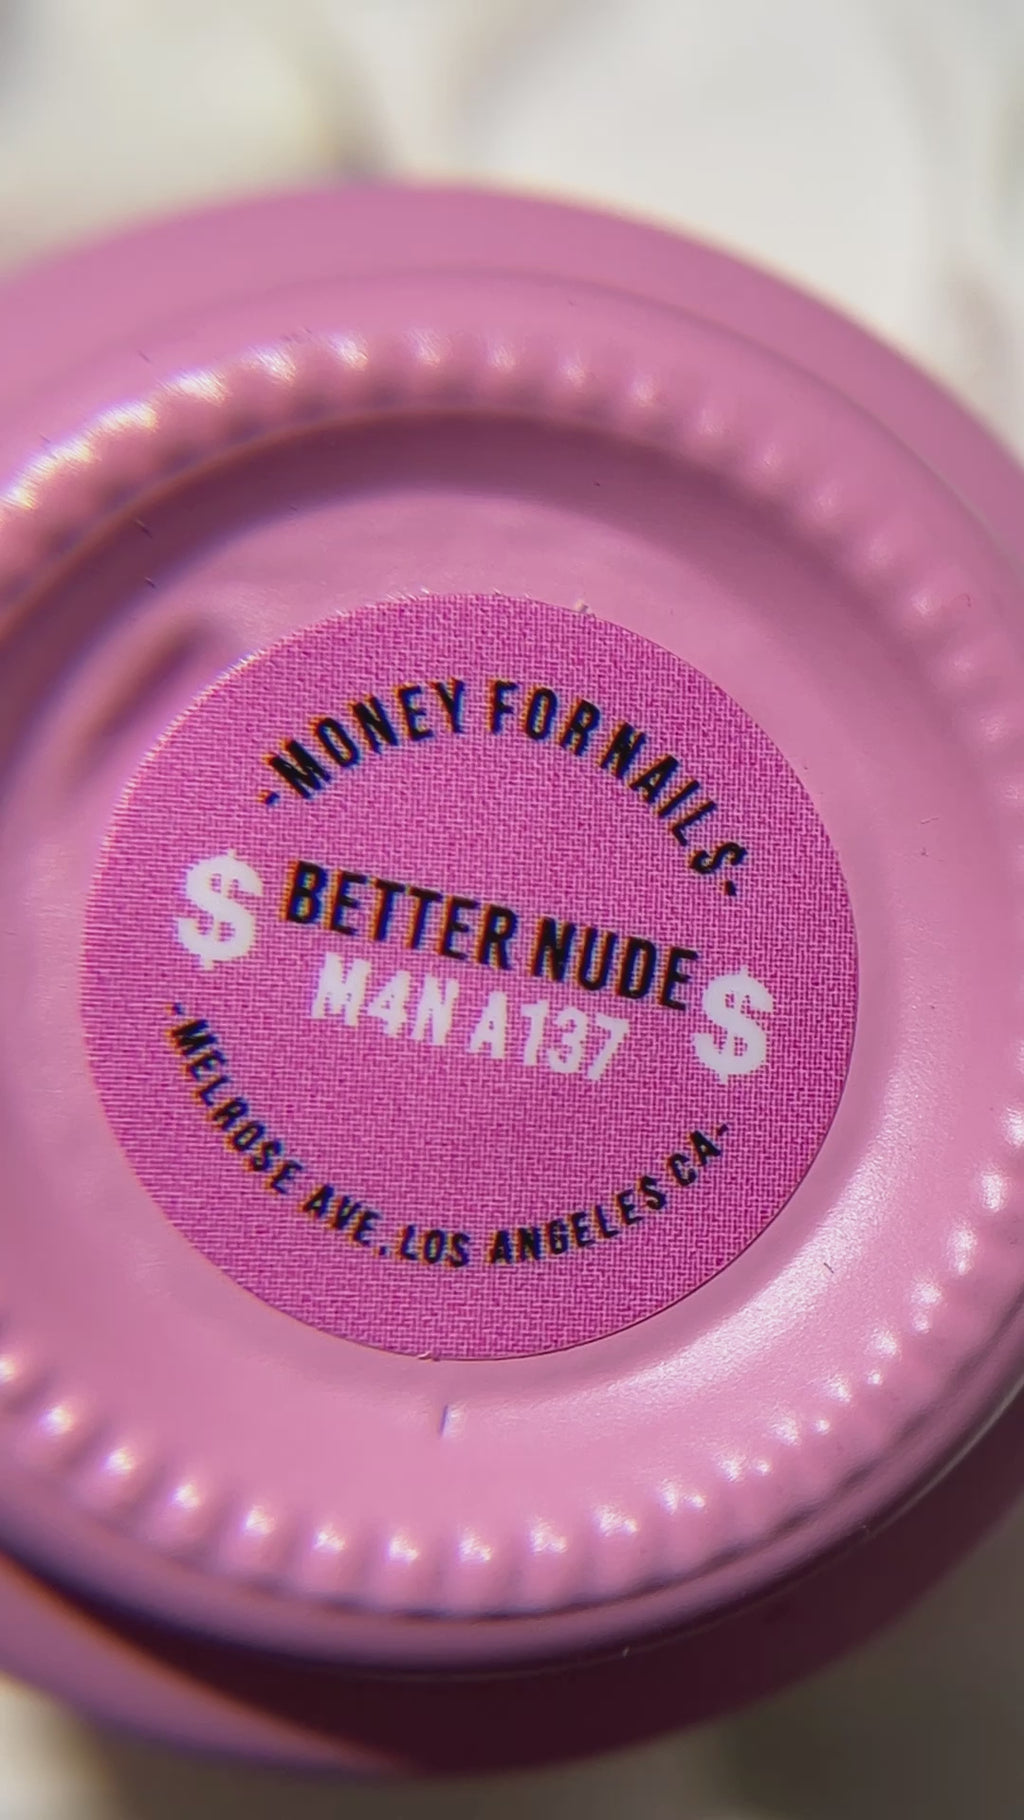 -MONEY FOR NAILS.
$ BETTER NUDE $
M4N A137
-MELROSE AVE. LOS ANGELES CA-